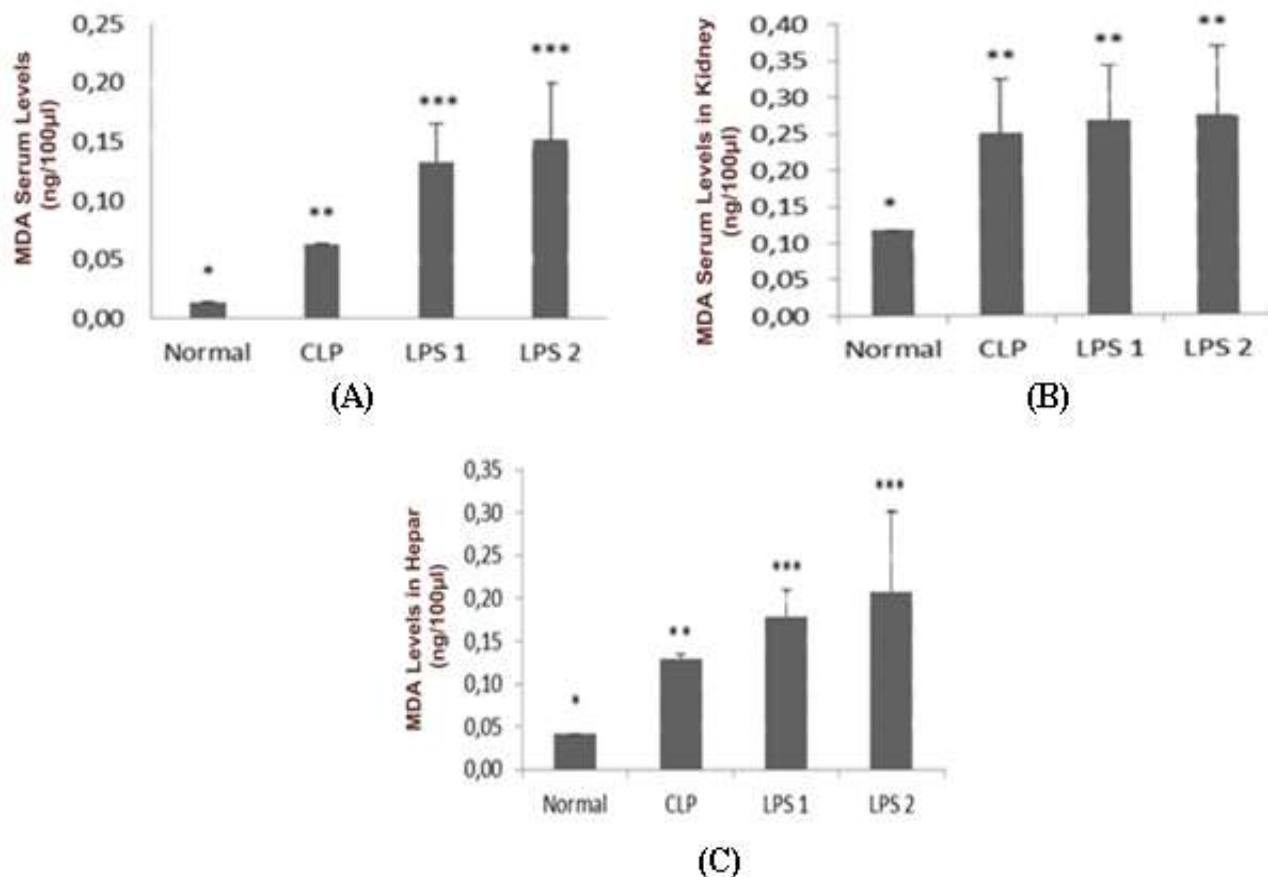 MDA Serum Levels
(ng/100µl)
0,25
0,20
0,15
0,10
0,05
0,00
*
**
***
***
Normal CLP LPS 1 LPS 2
(A)
MDA Serum Levels in Kidney
(ng/100µl)
0,40
0,35
0,30
0,25
0,20
0,15
0,10
0,05
0,00
*
**
**
**
Normal CLP LPS 1 LPS 2
(B)
MDA Levels in Hepar
(ng/100µl)
0,35
0,30
0,25
0,20
0,15
0,10
0,05
0,00
*
**
***
***
Normal CLP LPS 1 LPS 2
(C)